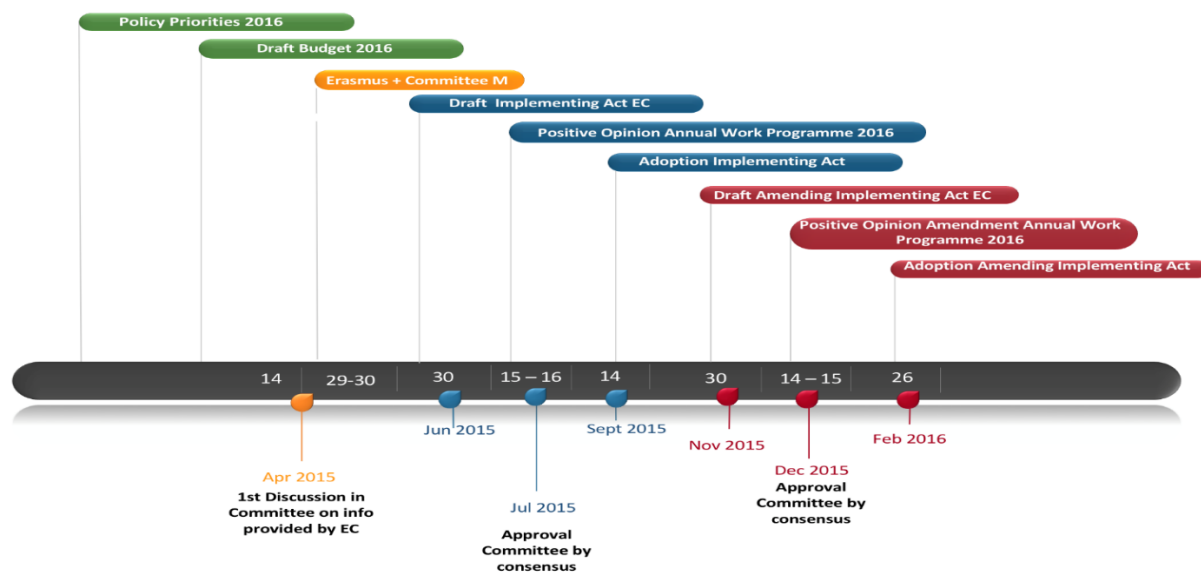 Policy Priorities 2016
Draft Budget 2016
Erasmus + Committee M
Draft Implementing Act EC
Positive Opinion Annual Work Programme 2016
Adoption Implementing Act
Draft Amending Implementing Act EC
Positive Opinion Amendment Annual Work
Programme 2016
Adoption Amending Implementing Act
14
29-30
30
15 – 16
14
30
14 – 15
26
Jun 2015
Sept 2015
Nov 2015
Feb 2016
Apr 2015
1st Discussion in
Committee on info
provided by EC
Jul 2015
Approval
Committee by
consensus
Dec 2015
Approval
Committee by
consensus